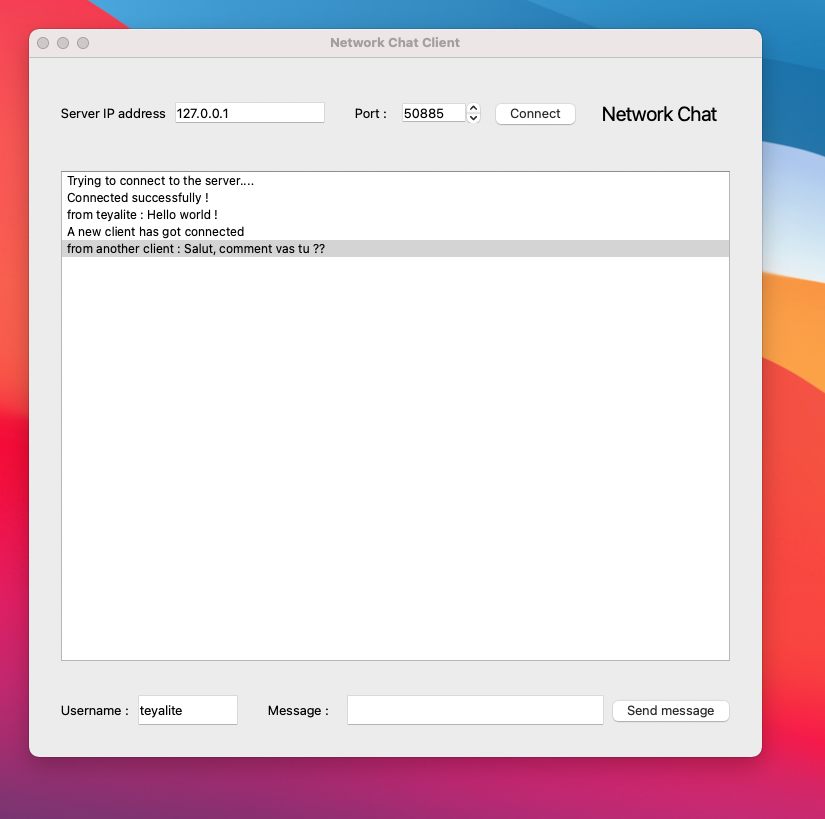 Network Chat Client
Server IP address 127.0.0.1 Port : 50885 Connect Network Chat
Trying to connect to the server....
Connected successfully !
from teyalite : Hello world !
A new client has got connected
from another client : Salut, comment vas tu ??
Username : teyalite Message : Send message